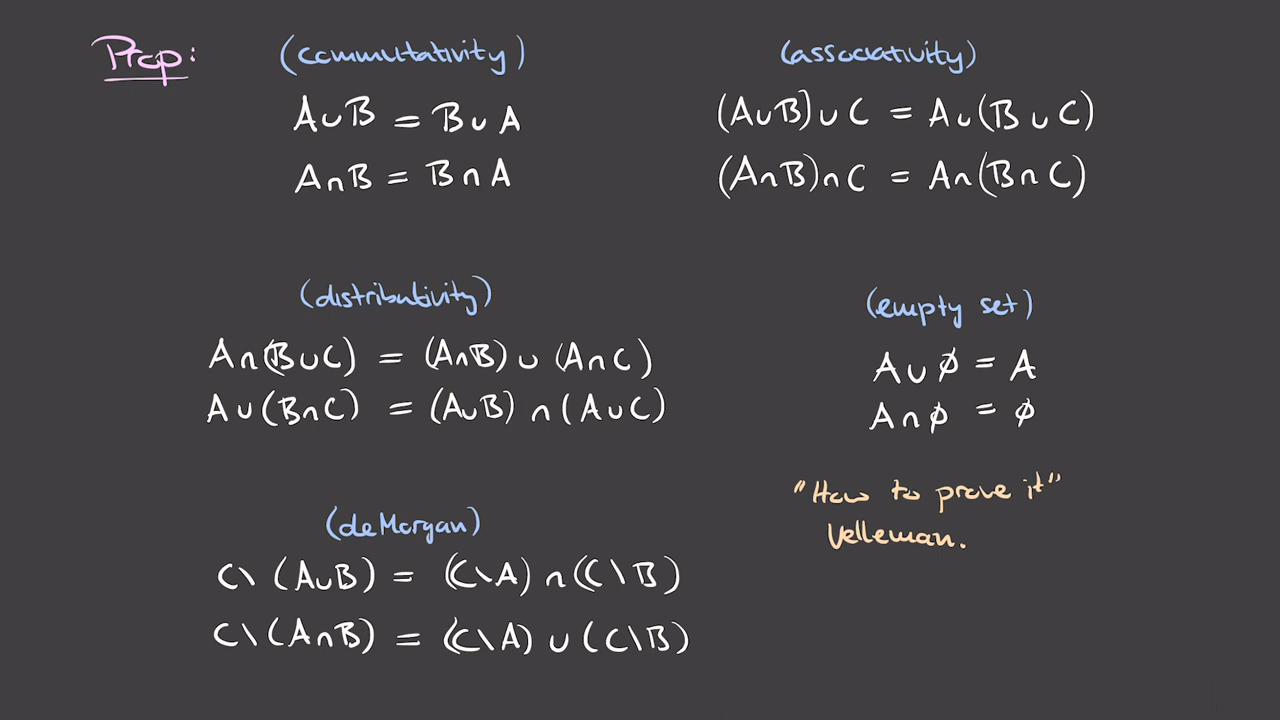 Prop:
(commutativity)
A∪B = B∪A
A∩B = B∩A
(associativity)
(A∪B)∪C = A∪(B∪C)
(A∩B)∩C = A∩(B∩C)
(distributivity)
A∩(B∪C) = (A∩B)∪(A∩C)
A∪(B∩C) = (A∪B)∩(A∪C)
(empty set)
A∪∅ = A
A∩∅ = ∅
"How to prove it"
Velleman.
(deMorgan)
C\(A∪B) = (C\A)∩(C\B)
C\(A∩B) = (C\A)∪(C\B)